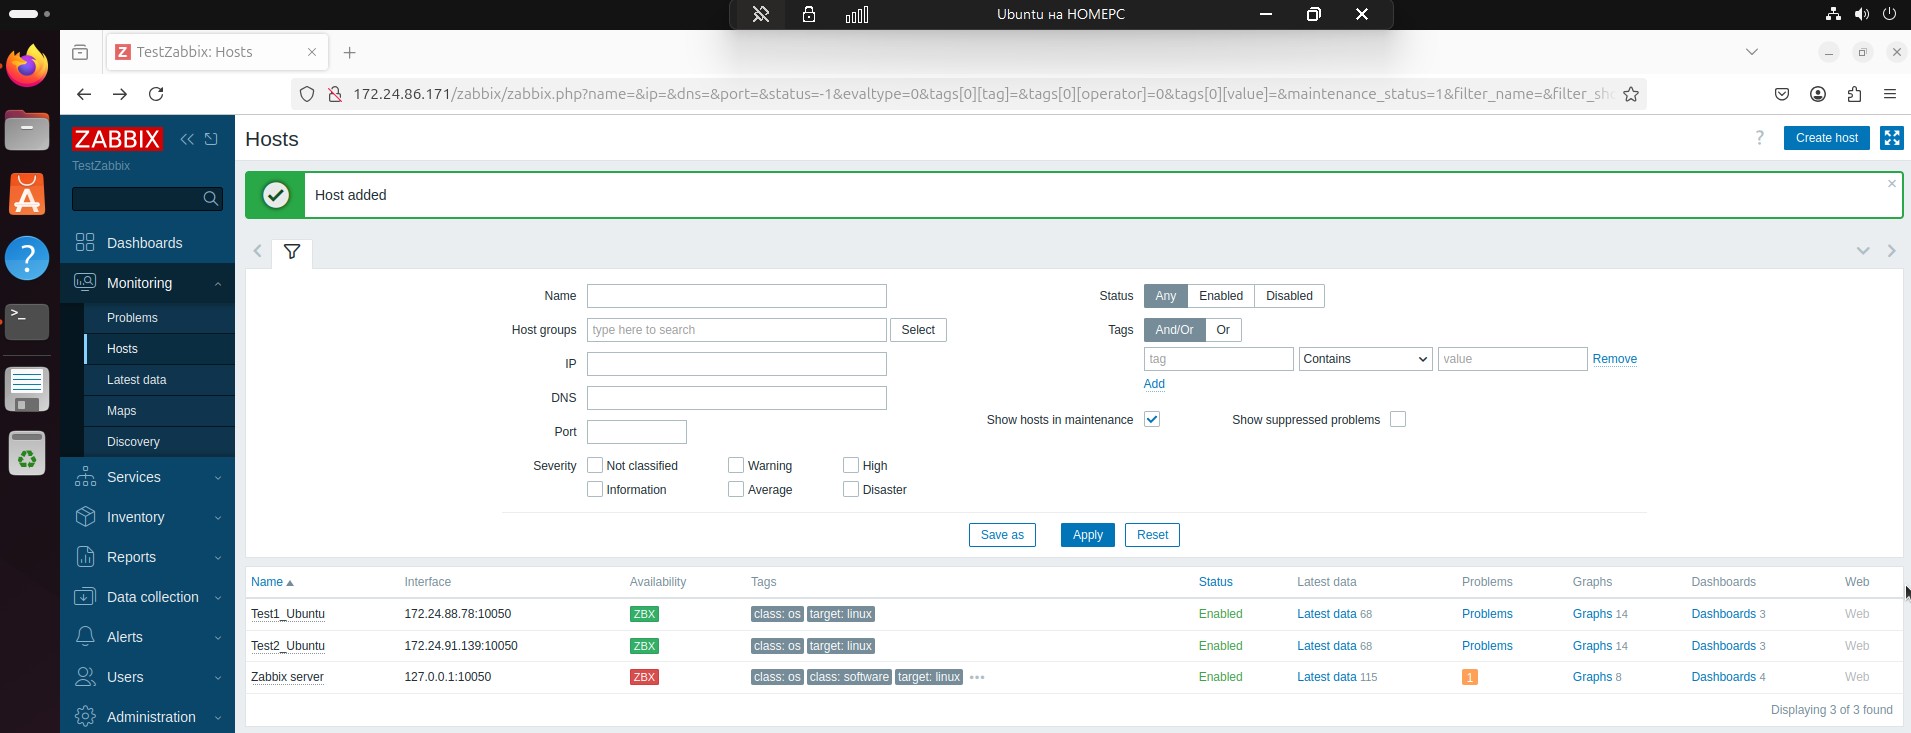 Ubuntu на HOMEPC
TestZabbix: Hosts
172.24.86.171/zabbix/zabbix.php?name=&ip=&dns=&port=&status=-1&evaltype=0&tags[0][tag]=&tags[0][operator]=0&tags[0][value]=&maintenance_status=1&filter_name=&filter_sho
ZABBIX
TestZabbix
Dashboards
Monitoring
Problems
Hosts
Latest data
Maps
Discovery
Services
Inventory
Reports
Data collection
Alerts
Users
Administration
Hosts
? Create host
Host added
Name
Host groups type here to search Select
IP
DNS
Port
Severity Not classified Warning High
Information Average Disaster
Status Any Enabled Disabled
Tags And/Or Or
tag Contains value Remove
Add
Show hosts in maintenance Show suppressed problems
Save as Apply Reset
Name Interface Availability Tags Status Latest data Problems Graphs Dashboards Web
Test1_Ubuntu 172.24.88.78:10050 ZBX class: os target: linux Enabled Latest data 68 Problems Graphs 14 Dashboards 3 Web
Test2_Ubuntu 172.24.91.139:10050 ZBX class: os target: linux Enabled Latest data 68 Problems Graphs 14 Dashboards 3 Web
Zabbix server 127.0.0.1:10050 ZBX class: os class: software target: linux ••• Enabled Latest data 115 1 Graphs 8 Dashboards 4 Web
Displaying 3 of 3 found